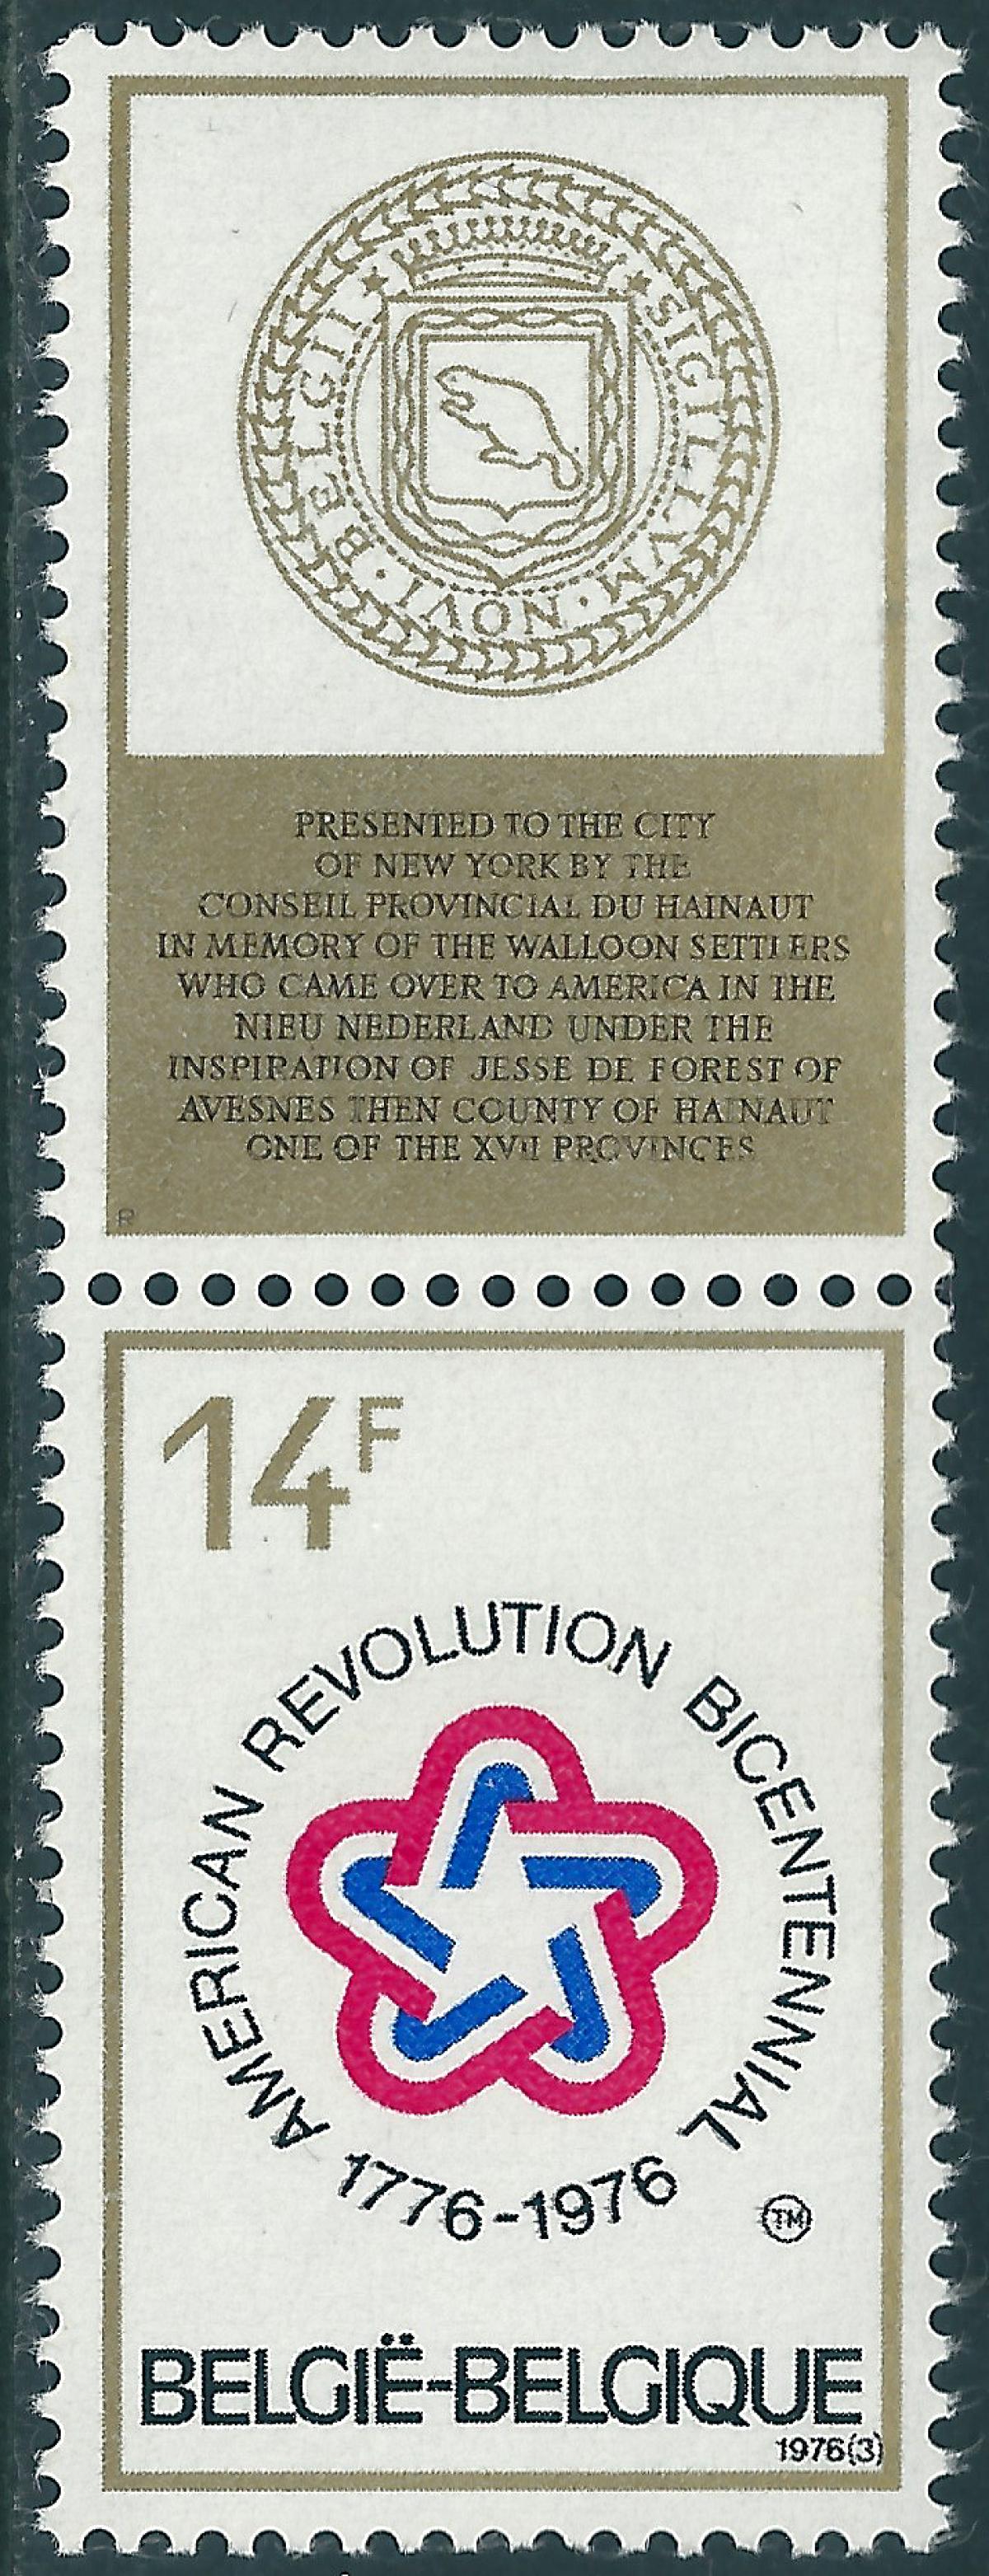 ★ SIGILLVM · NOVI · BELGII ★
PRESENTED TO THE CITY
OF NEW YORK BY THE
CONSEIL PROVINCIAL DU HAINAUT
IN MEMORY OF THE WALLOON SETTLERS
WHO CAME OVER TO AMERICA IN THE
NIEU NEDERLAND UNDER THE
INSPIRATION OF JESSE DE FOREST OF
AVESNES THEN COUNTY OF HAINAUT
ONE OF THE XVII PROVINCES
R
14F
AMERICAN REVOLUTION BICENTENNIAL
1776-1976
TM
BELGIË-BELGIQUE
1976(3)